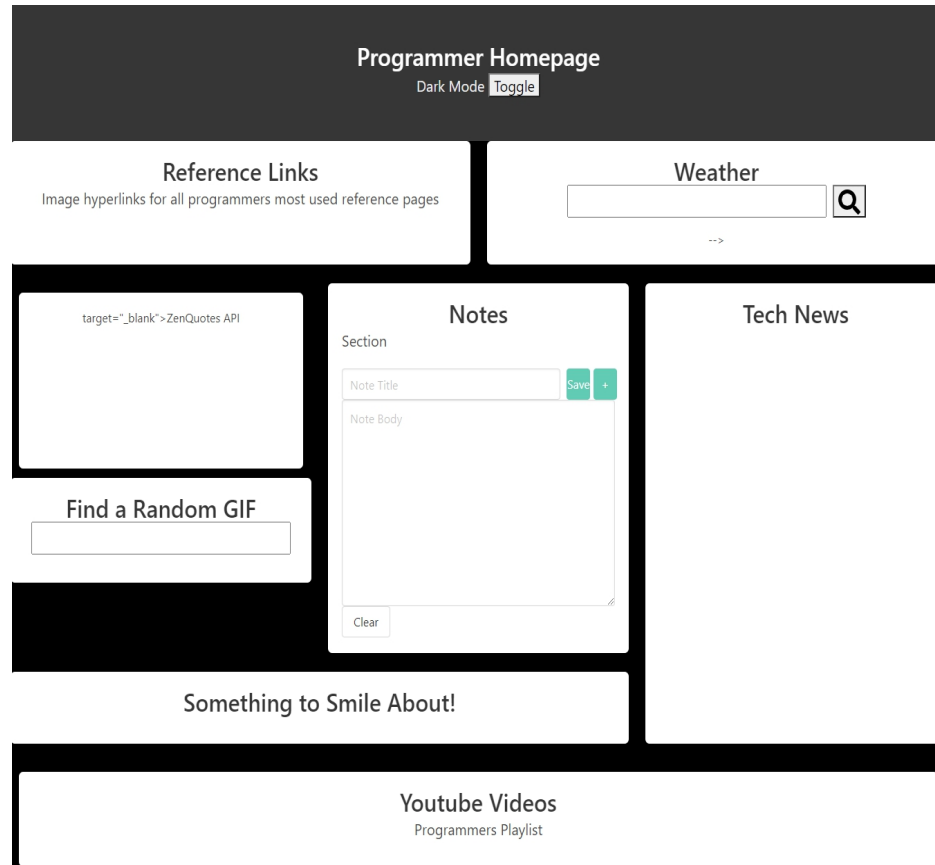 Programmer Homepage
Dark Mode Toggle
Reference Links
Image hyperlinks for all programmers most used reference pages
Weather
-->
target="_blank">ZenQuotes API
Find a Random GIF
Notes
Section
Note Title
Save +
Note Body
Clear
Tech News
Something to Smile About!
Youtube Videos
Programmers Playlist